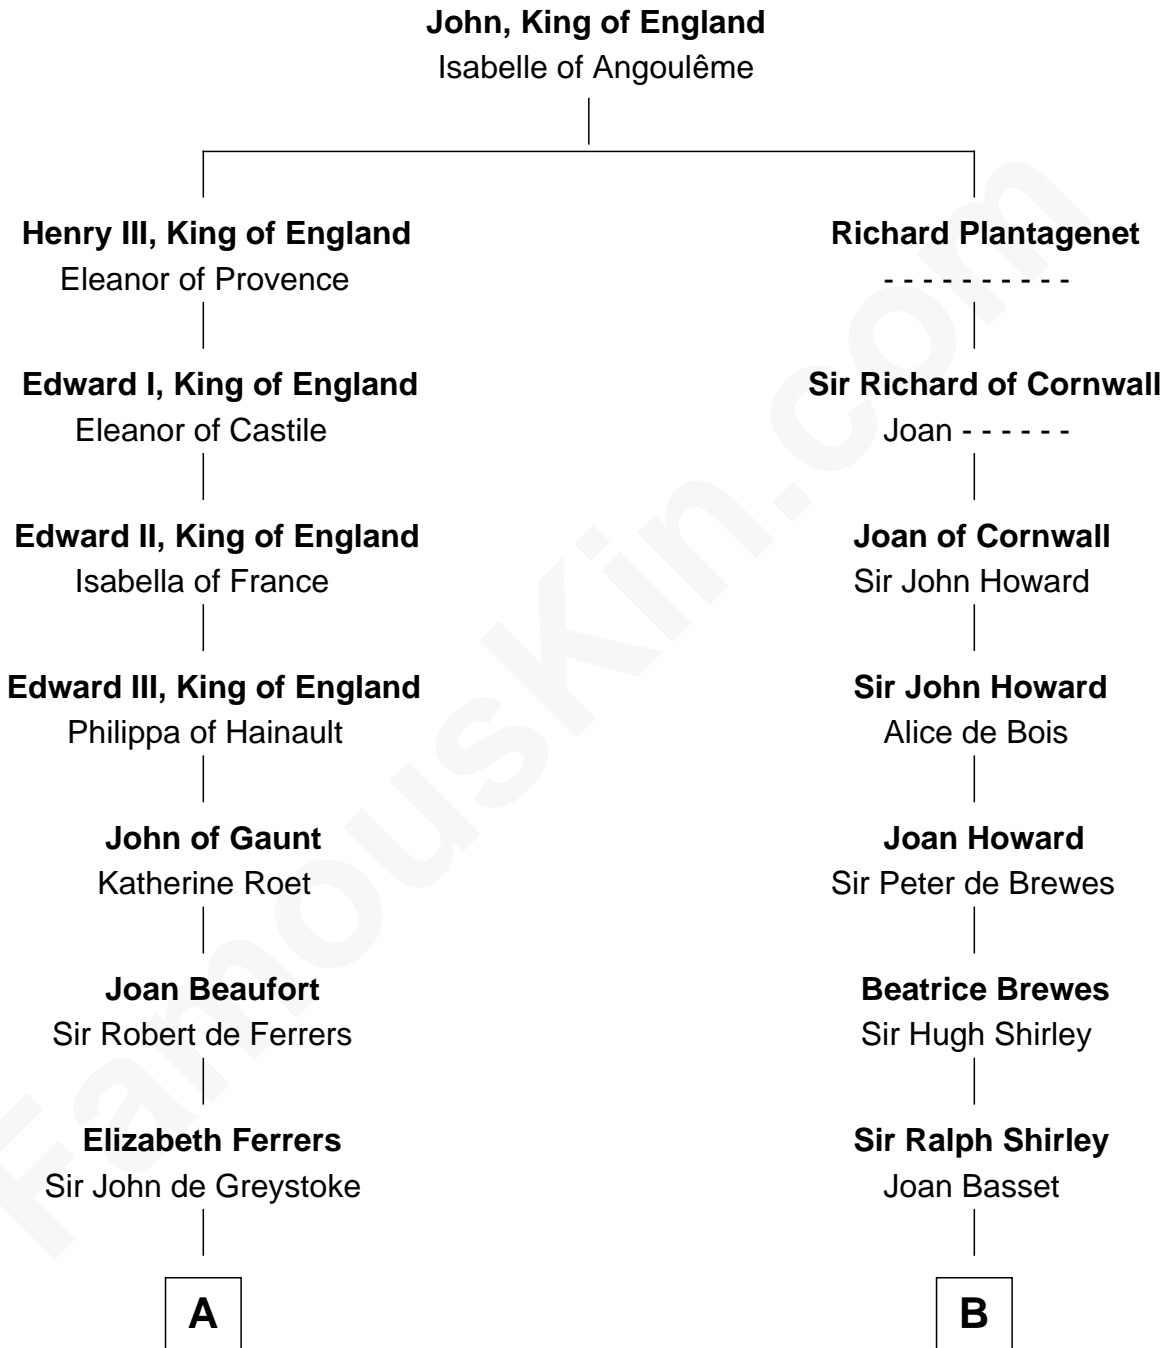 John, King of England
Isabelle of Angoulême
Henry III, King of England
Eleanor of Provence
Edward I, King of England
Eleanor of Castile
Edward II, King of England
Isabella of France
Edward III, King of England
Philippa of Hainault
John of Gaunt
Katherine Roet
Joan Beaufort
Sir Robert de Ferrers
Elizabeth Ferrers
Sir John de Greystoke
A
Richard Plantagenet
- - - - - - - - - -
Sir Richard of Cornwall
Joan - - - - - -
Joan of Cornwall
Sir John Howard
Sir John Howard
Alice de Bois
Joan Howard
Sir Peter de Brewes
Beatrice Brewes
Sir Hugh Shirley
Sir Ralph Shirley
Joan Basset
B
FamousKin.com